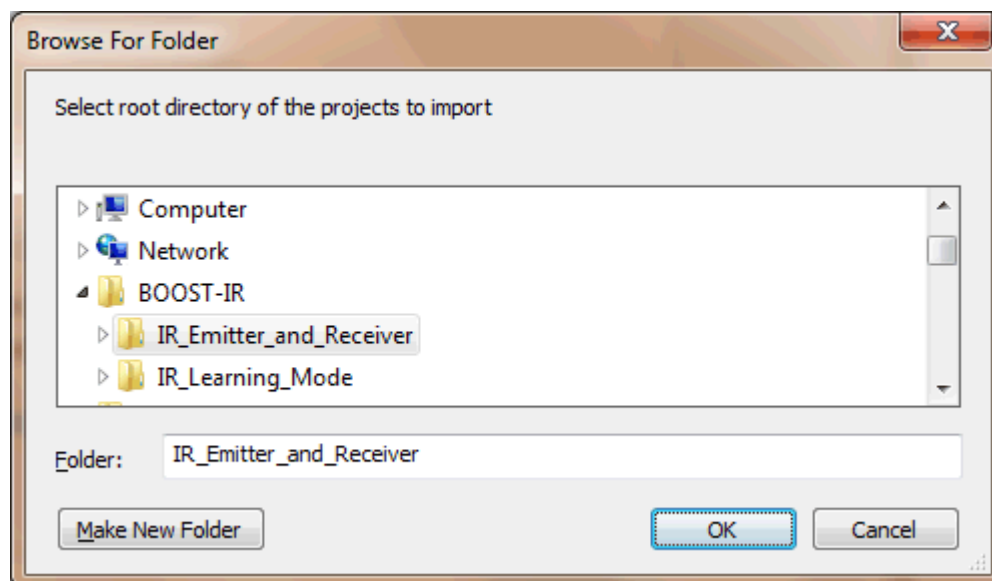 Browse For Folder
Select root directory of the projects to import
Computer
Network
BOOST-IR
IR_Emitter_and_Receiver
IR_Learning_Mode
Folder: IR_Emitter_and_Receiver
Make New Folder OK Cancel